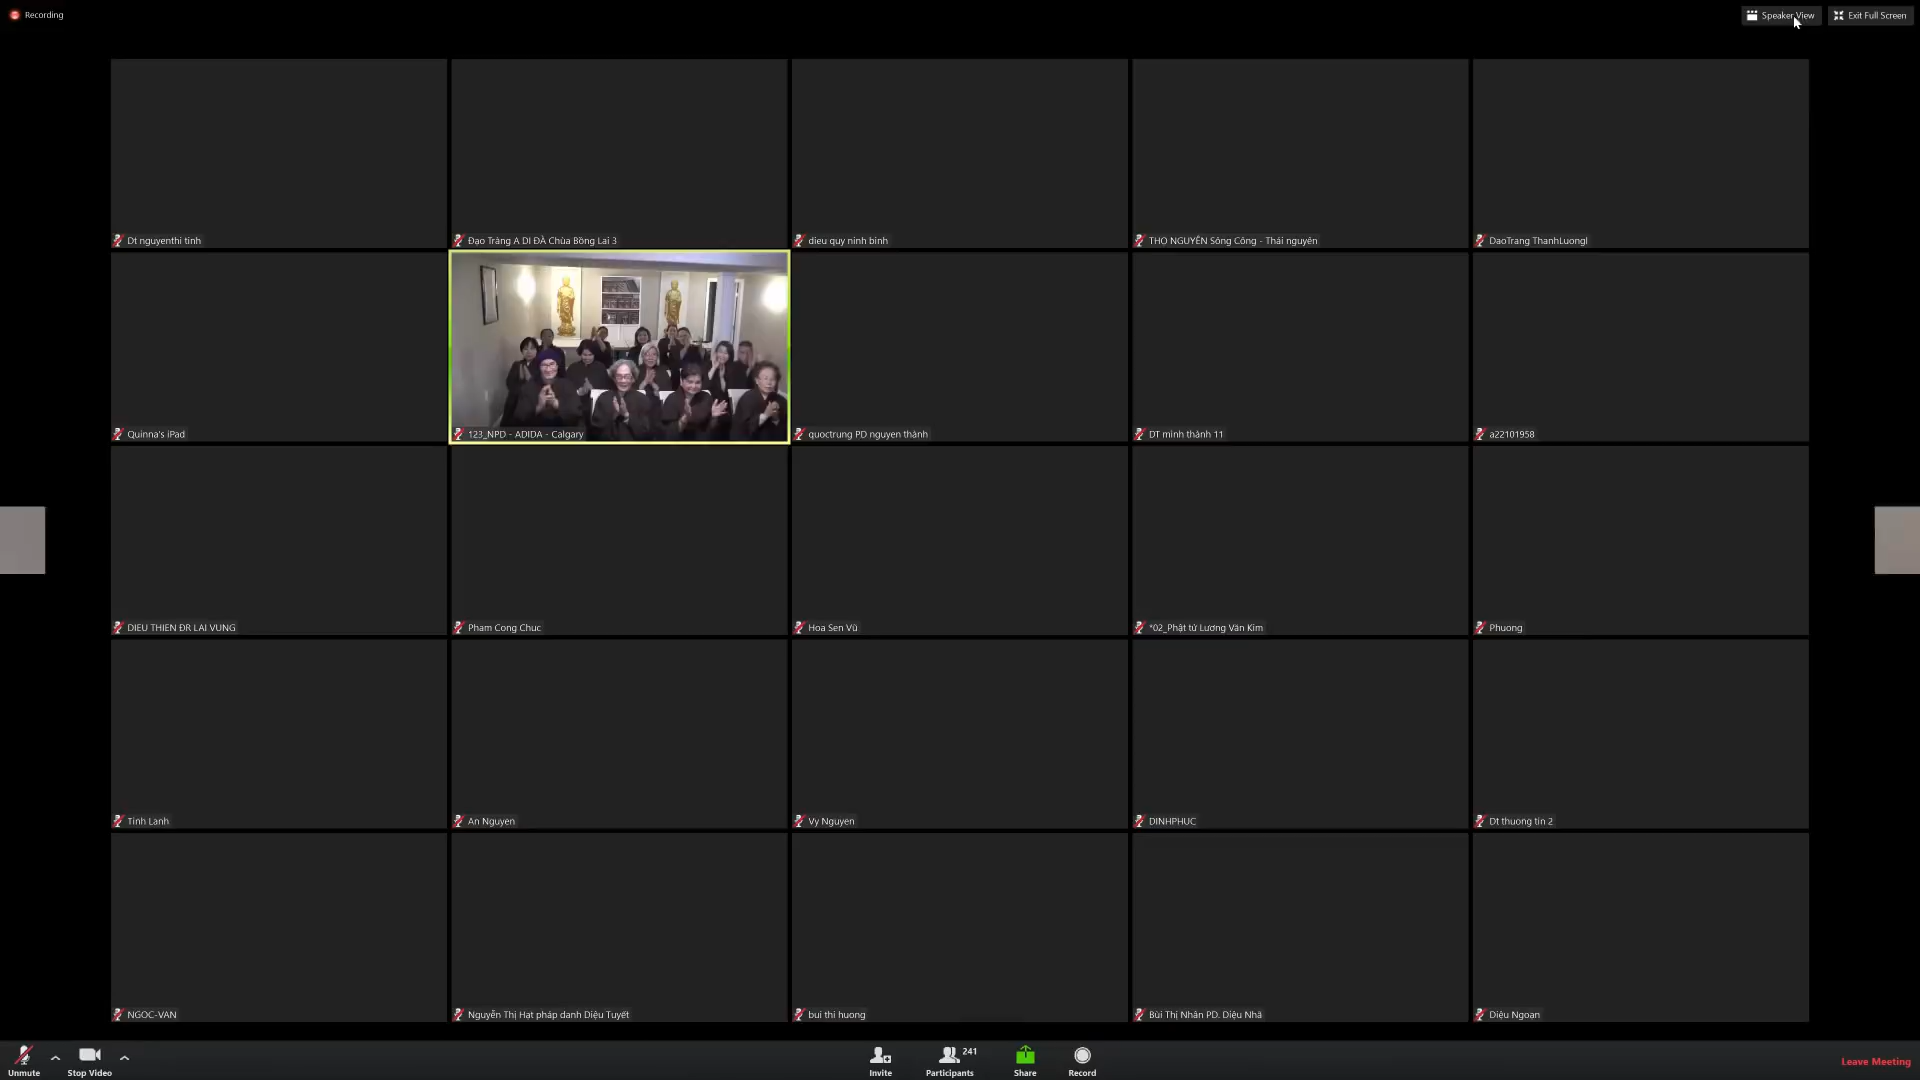 Recording
Speaker View
Exit Full Screen
Dt nguyenthi tinh
Đạo Tràng A DI ĐÀ Chùa Bồng Lai 3
dieu quy ninh binh
THO NGUYỄN Sông Công - Thái nguyên
DaoTrang ThanhLuongI
Quinna's iPad
123_NPD - ADIDA - Calgary
quoctrung PD nguyen thành
DT minh thành 11
a22101958
DIEU THIEN ĐR LAI VUNG
Pham Cong Chuc
Hoa Sen Vũ
*02_Phật tử Lương Văn Kim
Phuong
Tinh Lanh
An Nguyen
Vy Nguyen
DINHPHUC
Dt thuong tin 2
NGOC-VAN
Nguyễn Thị Hạt pháp danh Diệu Tuyết
bui thi huong
Bùi Thị Nhân PD. Diệu Nhã
Diệu Ngoan
Unmute
Stop Video
Invite
241
Participants
Share
Record
Leave Meeting